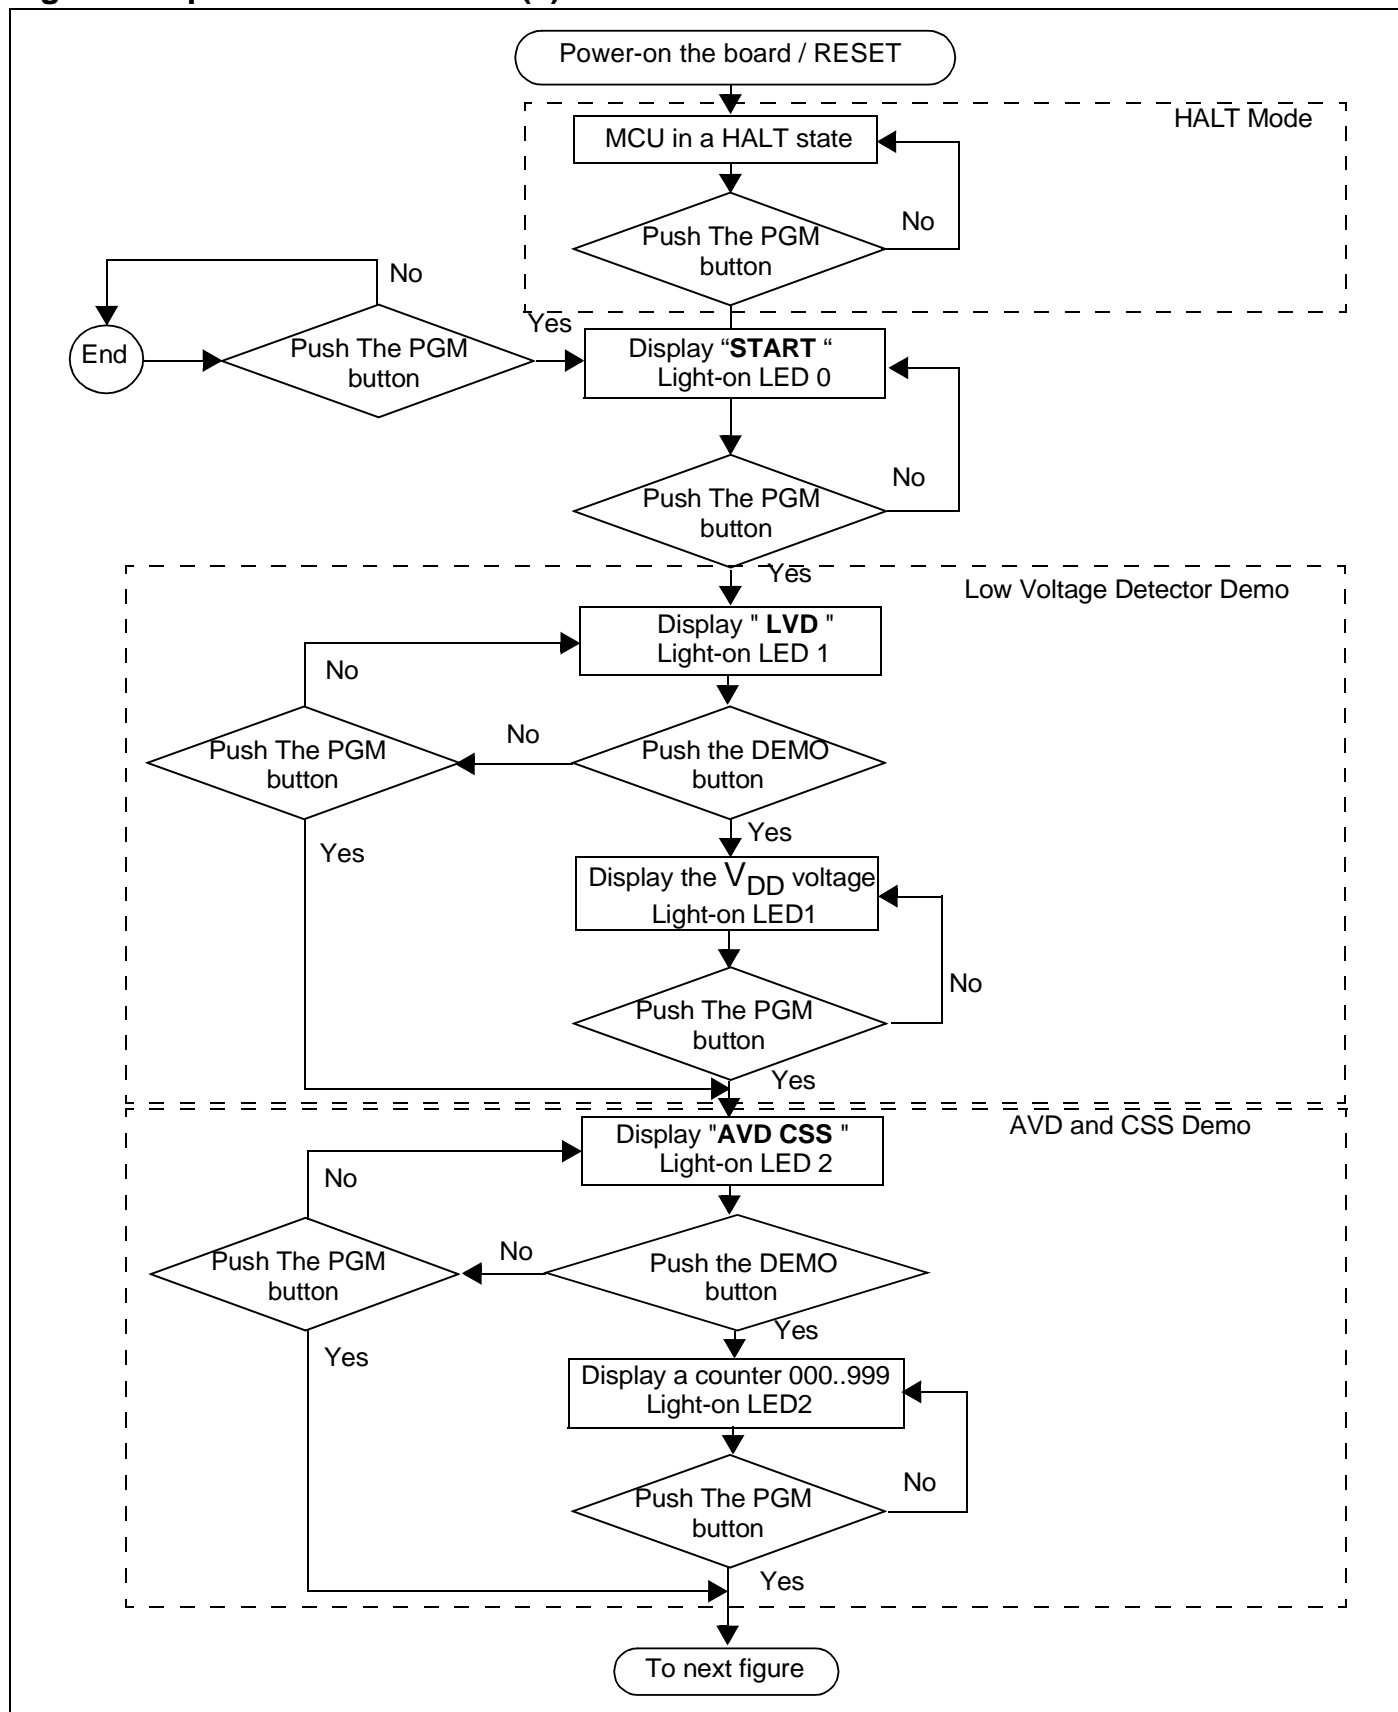 Power-on the board / RESET
HALT Mode
MCU in a HALT state
No
Push The PGM
button
No
Yes
End
Push The PGM
button
Display “START “
Light-on LED 0
No
Push The PGM
button
Yes
Low Voltage Detector Demo
Display " LVD "
Light-on LED 1
No
No
Push The PGM
button
Push the DEMO
button
Yes
Yes
Display the VDD voltage
Light-on LED1
No
Push The PGM
button
Yes
AVD and CSS Demo
Display "AVD CSS "
Light-on LED 2
No
No
Push The PGM
button
Push the DEMO
button
Yes
Yes
Display a counter 000..999
Light-on LED2
No
Push The PGM
button
Yes
To next figure